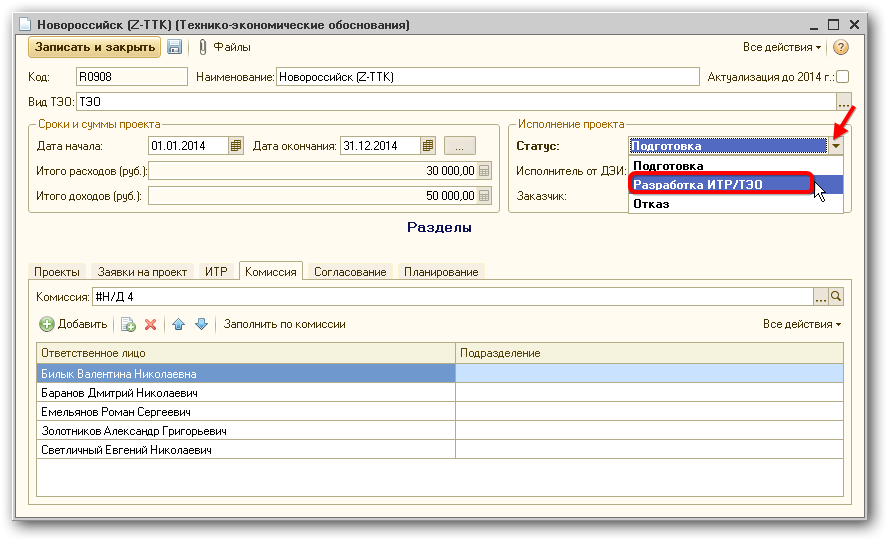 Новороссийск (Z-ТТК) (Технико-экономические обоснования)
Записать и закрыть Файлы Все действия
Код: R0908 Наименование: Новороссийск (Z-ТТК) Актуализация до 2014 г.:
Вид ТЭО: ТЭО ...
Сроки и суммы проекта Исполнение проекта
Дата начала: 01.01.2014 Дата окончания: 31.12.2014 ... Статус: Подготовка
Подготовка
Итого расходов (руб.): 30 000,00 Исполнитель от ДЗИ: Разработка ИТР/ТЭО
Итого доходов (руб.): 50 000,00 Заказчик: Отказ
Разделы
Проекты Заявки на проект ИТР Комиссия Согласование Планирование
Комиссия: #Н/Д 4 ...
Добавить Заполнить по комиссии Все действия
Ответственное лицо Подразделение
Билык Валентина Николаевна
Баранов Дмитрий Николаевич
Емельянов Роман Сергеевич
Золотников Александр Григорьевич
Светличный Евгений Николаевич